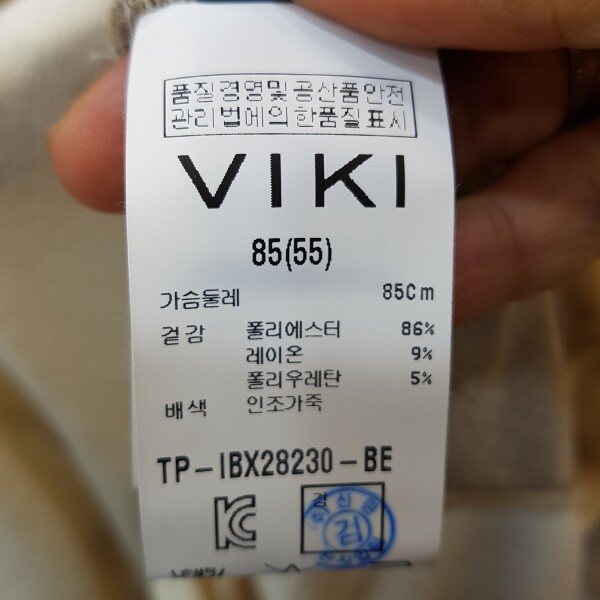 품질경영및공산품안전
관리법에의한품질표시
VIKI
85(55)
가슴둘레 85Cm
겉감 폴리에스터 86%
레이온 9%
폴리우레탄 5%
배색 인조가죽
TP-IBX28230-BE
검
검